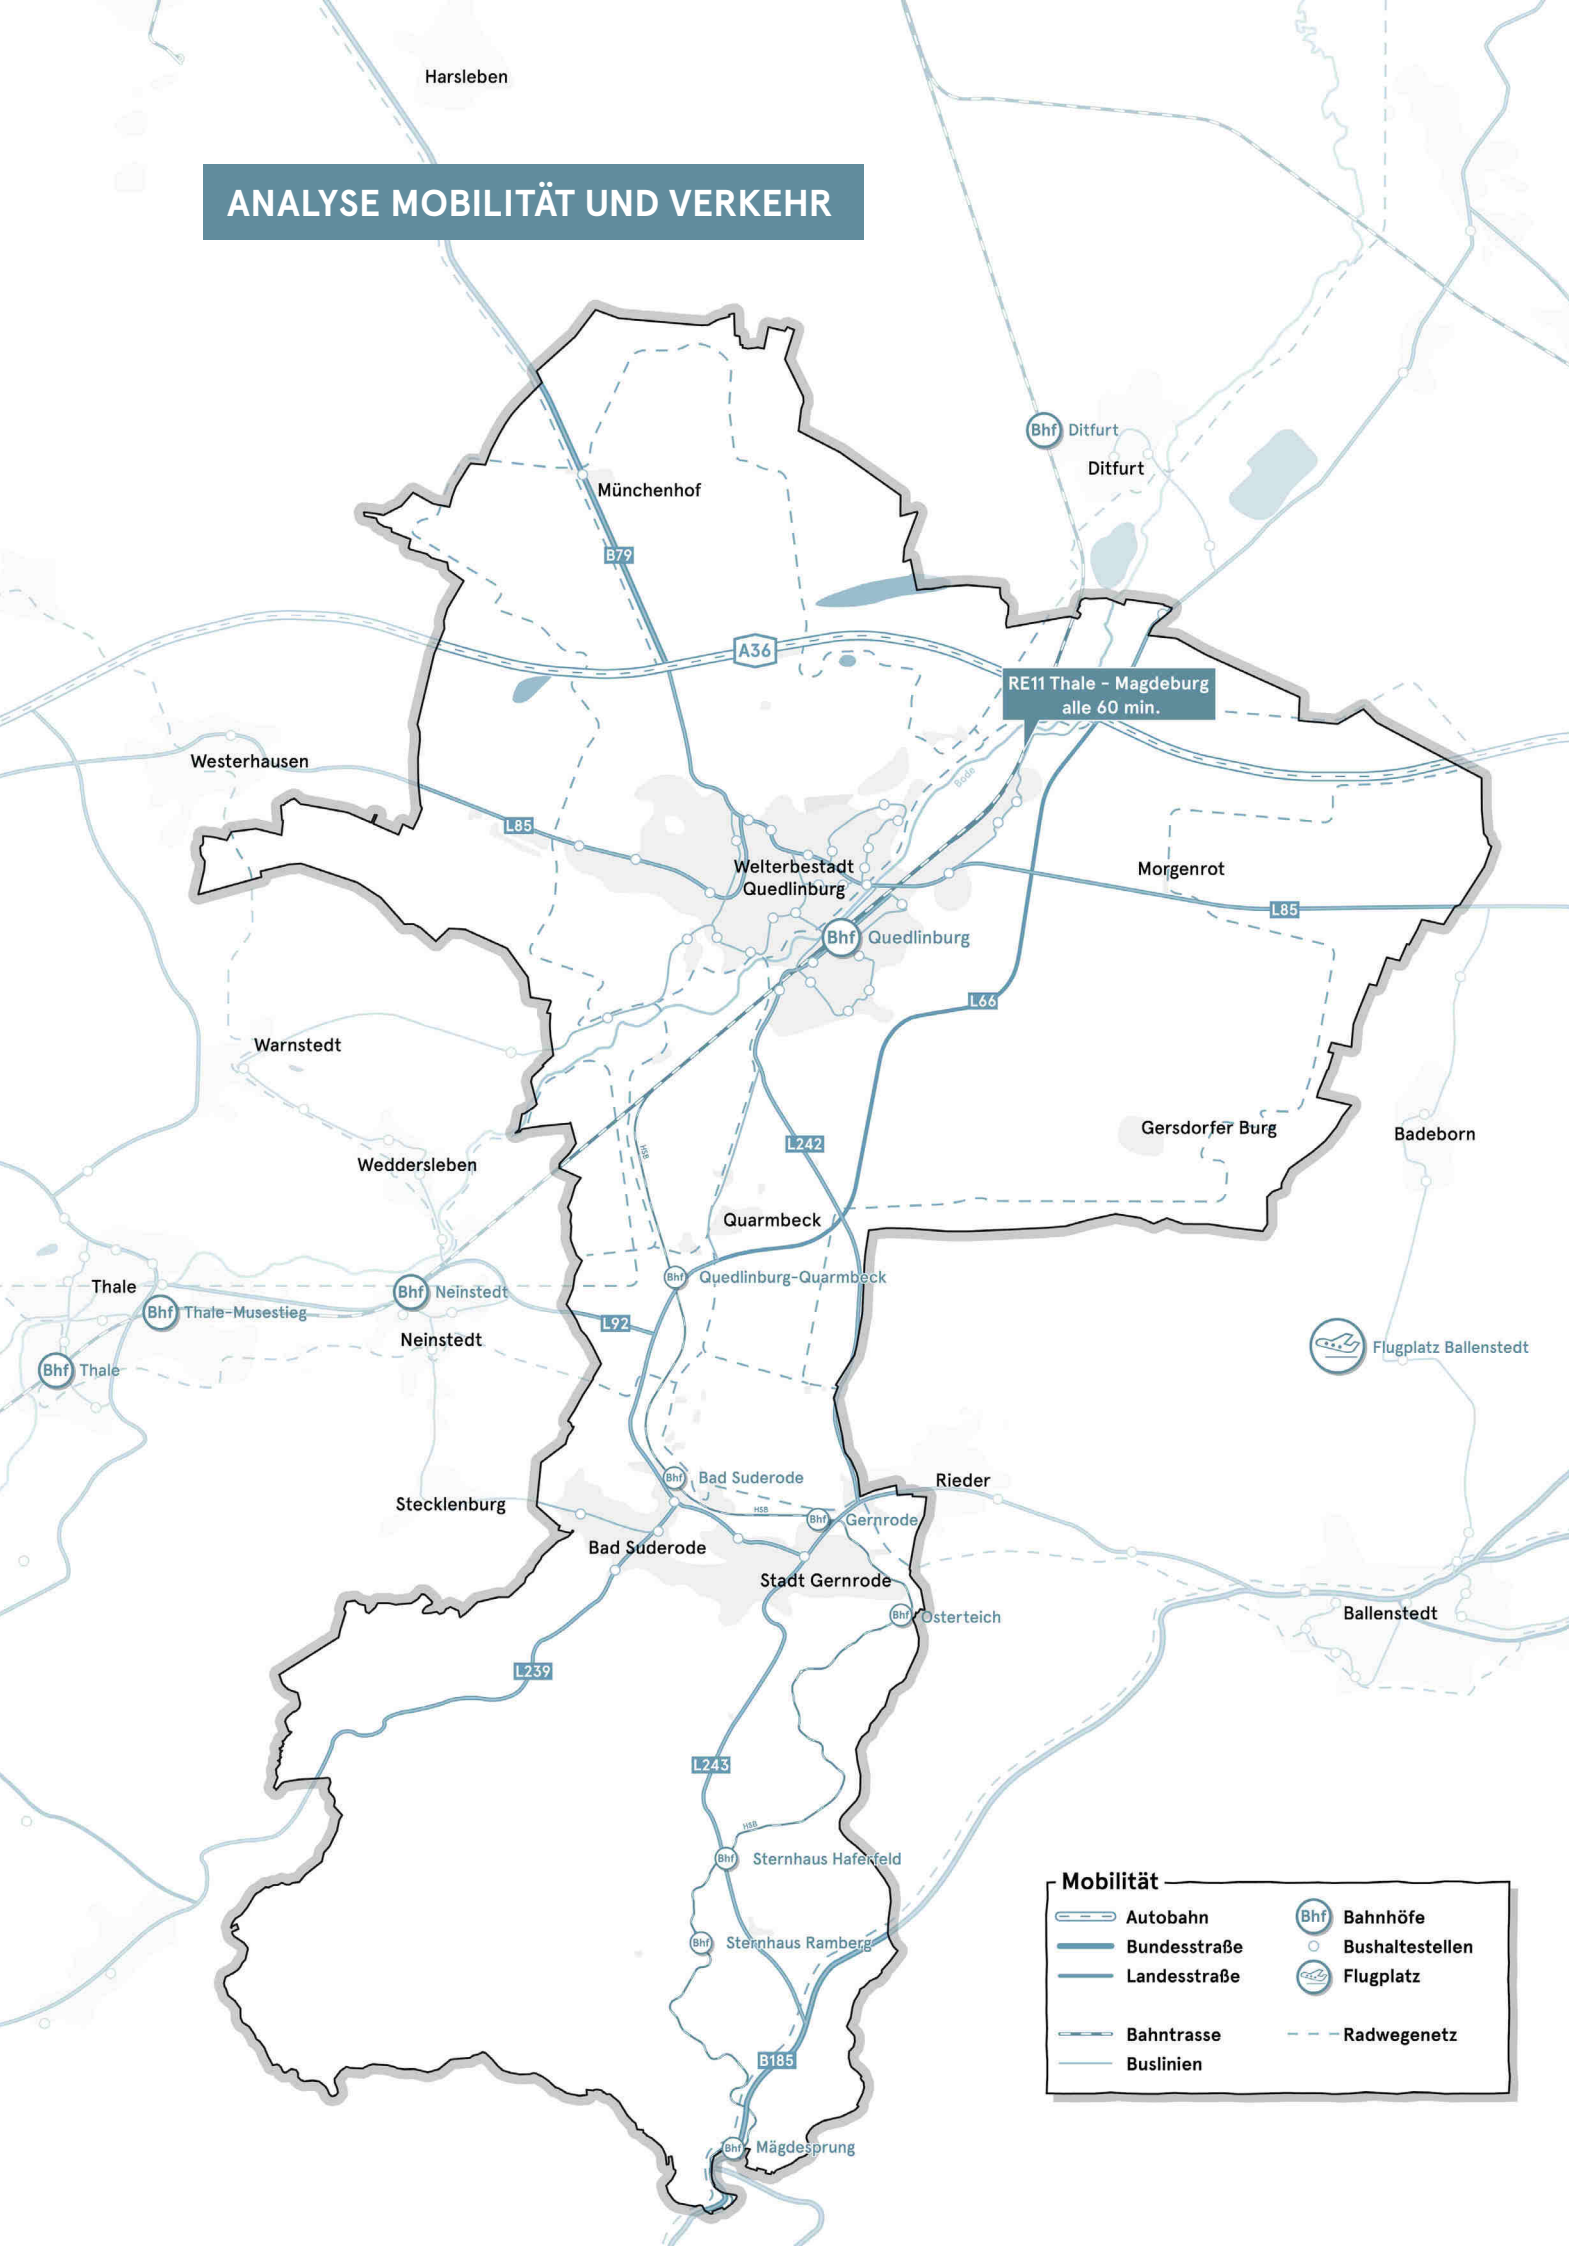 Harsleben
ANALYSE MOBILITÄT UND VERKEHR
Bhf Ditfurt
Ditfurt
Münchenhof
B79
A36
RE11 Thale - Magdeburg
alle 60 min.
Westerhausen
Bode
L85
Welterbestadt
Quedlinburg
Morgenrot
L85
Bhf Quedlinburg
L66
Warnstedt
Gersdorfer Burg
Badeborn
L242
HSB
Weddersleben
Quarmbeck
Bhf Quedlinburg-Quarmbeck
Thale
Bhf Neinstedt
Bhf Thale-Musestieg
L92
Neinstedt
Flugplatz Ballenstedt
Bhf Thale
Bhf Bad Suderode
Rieder
Stecklenburg
HSB
Bhf Gernrode
Bad Suderode
Stadt Gernrode
Bhf Osterteich
Ballenstedt
L239
L243
HSB
Bhf Sternhaus Haferfeld
Bhf Sternhaus Ramberg
B185
Bhf Mägdesprung
Mobilität
Autobahn
Bundesstraße
Landesstraße
Bahntrasse
Buslinien
Bhf Bahnhöfe
Bushaltestellen
Flugplatz
Radwegenetz